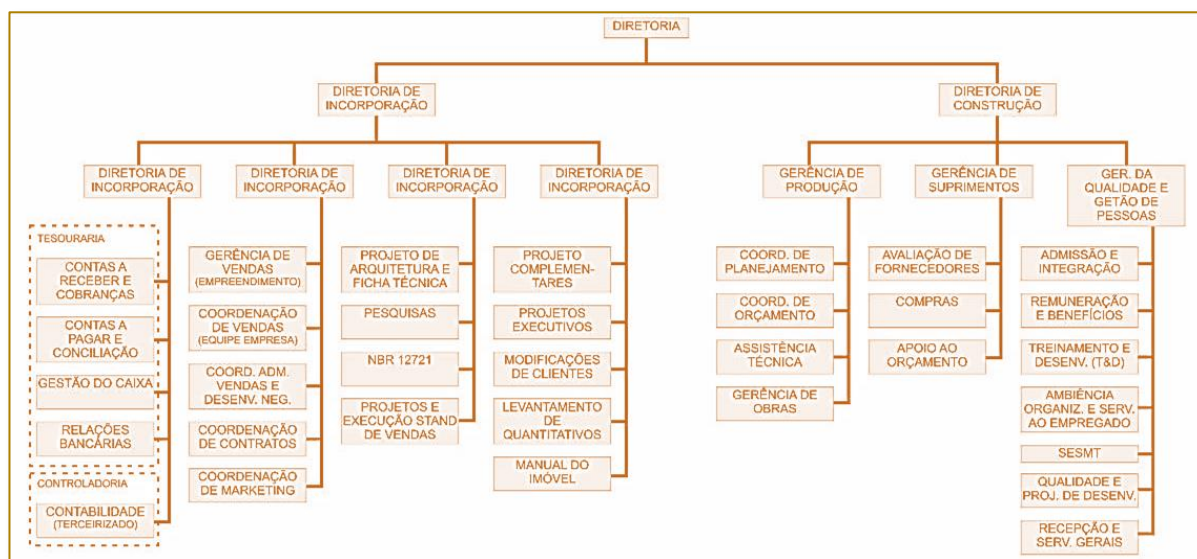 DIRETORIA
DIRETORIA DE
INCORPORAÇÃO
DIRETORIA DE
CONSTRUÇÃO
DIRETORIA DE
INCORPORAÇÃO
DIRETORIA DE
INCORPORAÇÃO
DIRETORIA DE
INCORPORAÇÃO
DIRETORIA DE
INCORPORAÇÃO
GERÊNCIA DE
PRODUÇÃO
GERÊNCIA DE
SUPRIMENTOS
GER. DA
QUALIDADE E
GETÃO DE
PESSOAS
TESOURARIA
CONTAS A
RECEBER E
COBRANÇAS
CONTAS A
PAGAR E
CONCILIAÇÃO
GESTÃO DO CAIXA
RELAÇÕES
BANCÁRIAS
CONTROLADORIA
CONTABILIDADE
(TERCEIRIZADO)
GERÊNCIA DE
VENDAS
(EMPREENDIMENTO)
COORDENAÇÃO
DE VENDAS
(EQUIPE EMPRESA)
COORD. ADM.
VENDAS E
DESENV. NEG.
COORDENAÇÃO
DE CONTRATOS
COORDENAÇÃO
DE MARKETING
PROJETO DE
ARQUITETURA E
FICHA TÉCNICA
PESQUISAS
NBR 12721
PROJETOS E
EXECUÇÃO STAND
DE VENDAS
PROJETO
COMPLEMEN-
TARES
PROJETOS
EXECUTIVOS
MODIFICAÇÕES
DE CLIENTES
LEVANTAMENTO
DE
QUANTITATIVOS
MANUAL DO
IMÓVEL
COORD. DE
PLANEJAMENTO
COORD. DE
ORÇAMENTO
ASSISTÊNCIA
TÉCNICA
GERÊNCIA DE
OBRAS
AVALIAÇÃO DE
FORNECEDORES
COMPRAS
APOIO AO
ORÇAMENTO
ADMISSÃO E
INTEGRAÇÃO
REMUNERAÇÃO
E BENEFÍCIOS
TREINAMENTO E
DESENV. (T&D)
AMBIÊNCIA
ORGANIZ. E SERV.
AO EMPREGADO
SESMT
QUALIDADE E
PROJ. DE DESENV.
RECEPÇÃO E
SERV. GERAIS